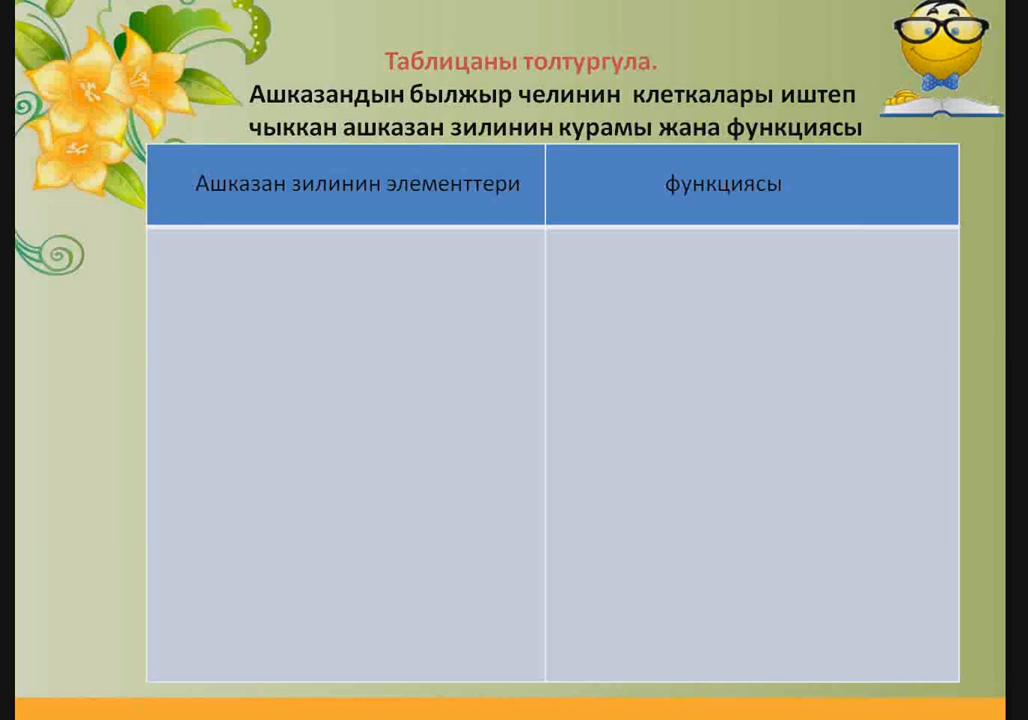 Таблицаны толтургула.
Ашказандын былжыр челинин клеткалары иштеп
чыккан ашказан зилинин курамы жана функциясы
Ашказан зилинин элементтери
функциясы